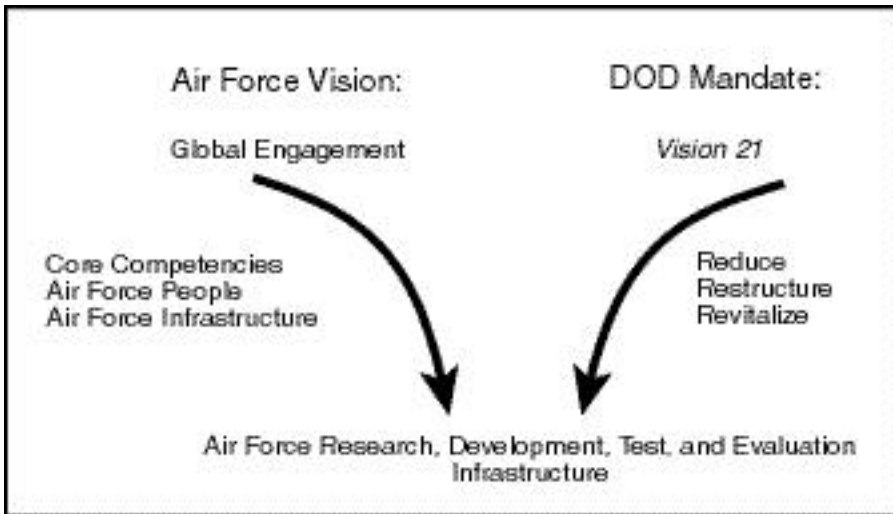 Air Force Vision:
Global Engagement
DOD Mandate:
Vision 21
Core Competencies
Air Force People
Air Force Infrastructure
Reduce
Restructure
Revitalize
Air Force Research, Development, Test, and Evaluation
Infrastructure